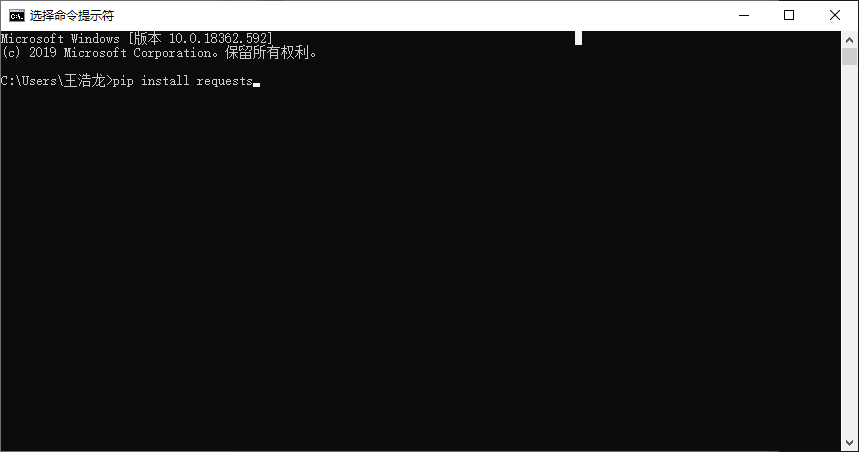 选择命令提示符
Microsoft Windows [版本 10.0.18362.592]
(c) 2019 Microsoft Corporation。保留所有权利。
C:\Users\王浩龙>pip install requests